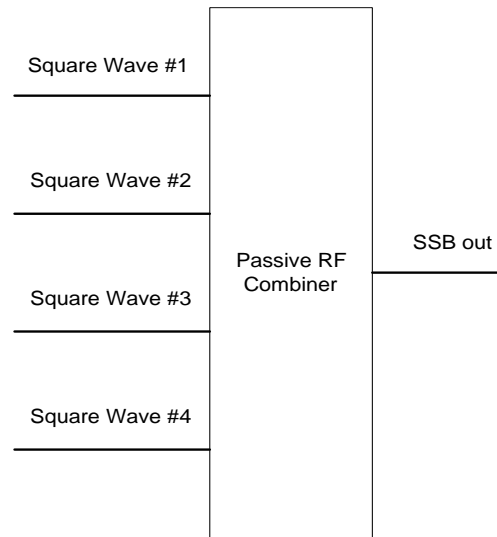 Square Wave #1
Square Wave #2
Square Wave #3
Square Wave #4
Passive RF
Combiner
SSB out